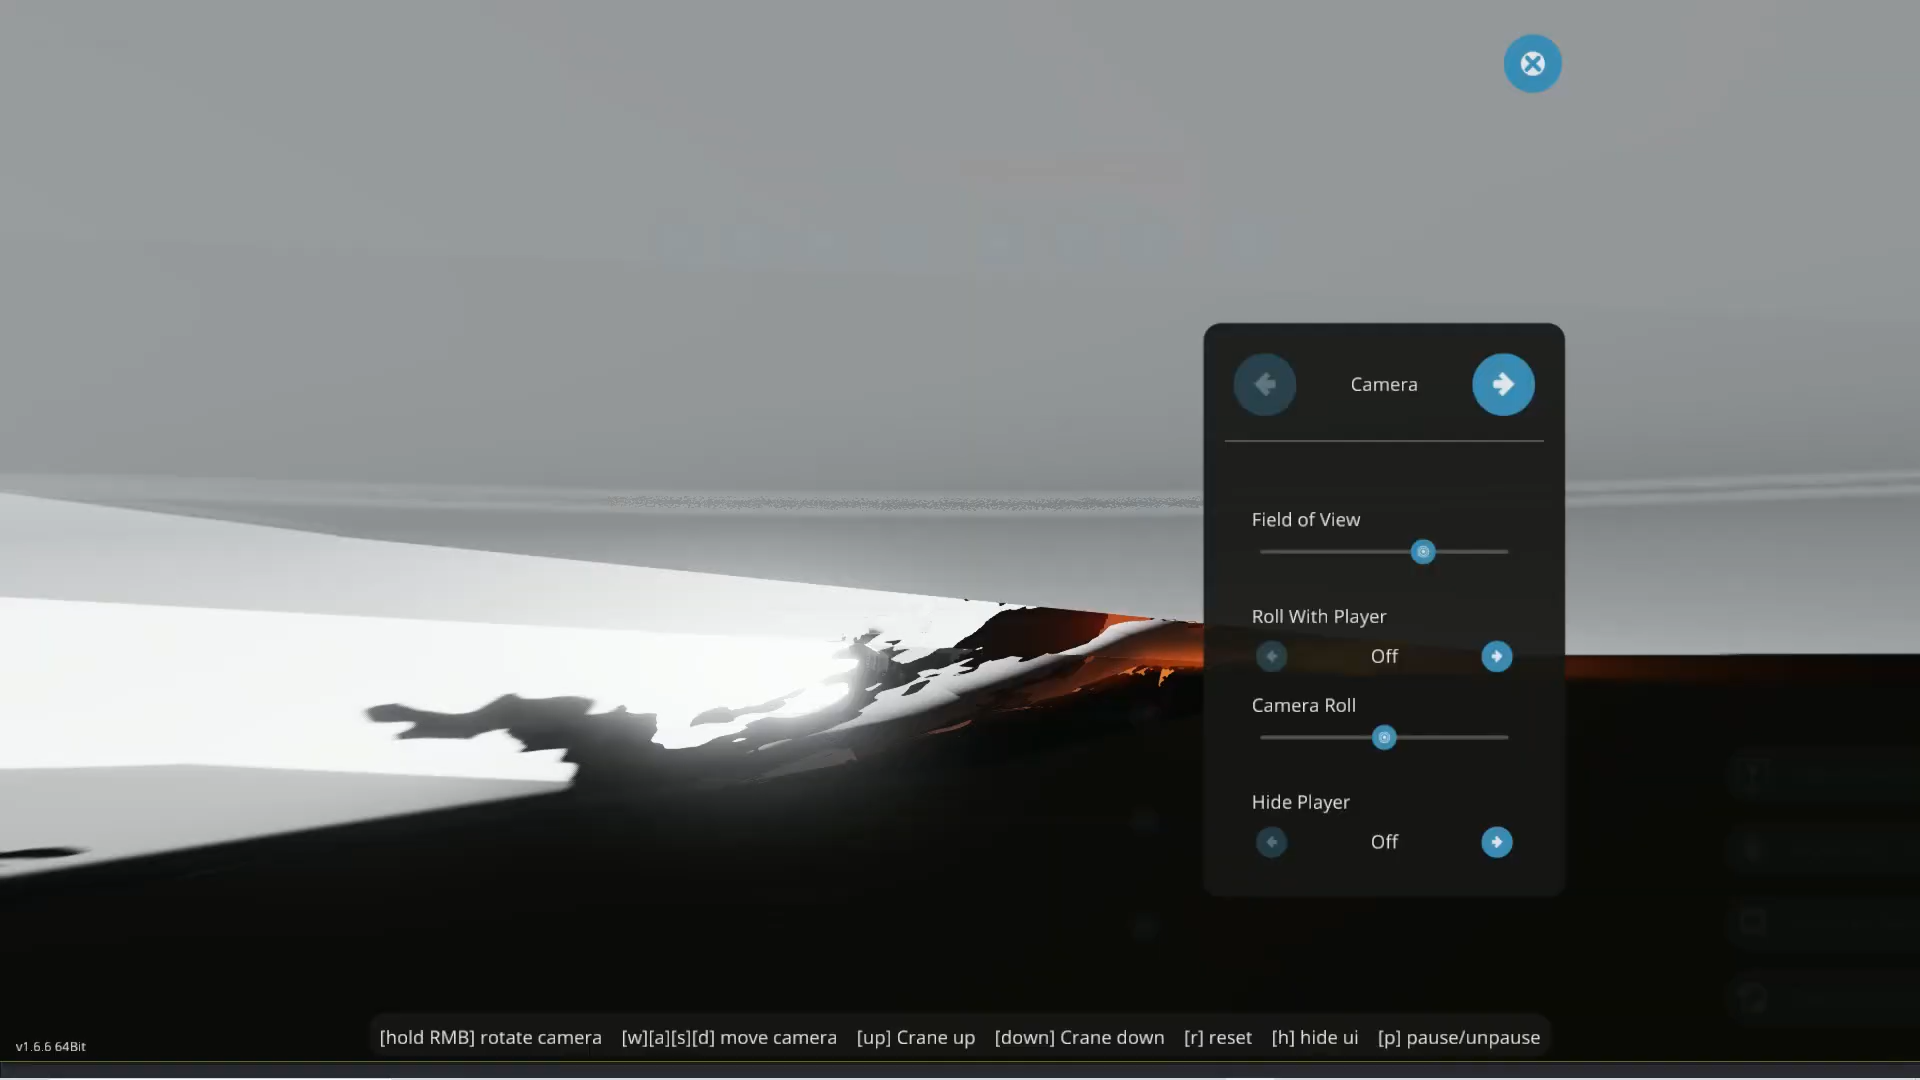 Camera
Field of View
Roll With Player
Off
Camera Roll
Hide Player
Off
[hold RMB] rotate camera [w][a][s][d] move camera [up] Crane up [down] Crane down [r] reset [h] hide ui [p] pause/unpause
v1.6.6 64Bit